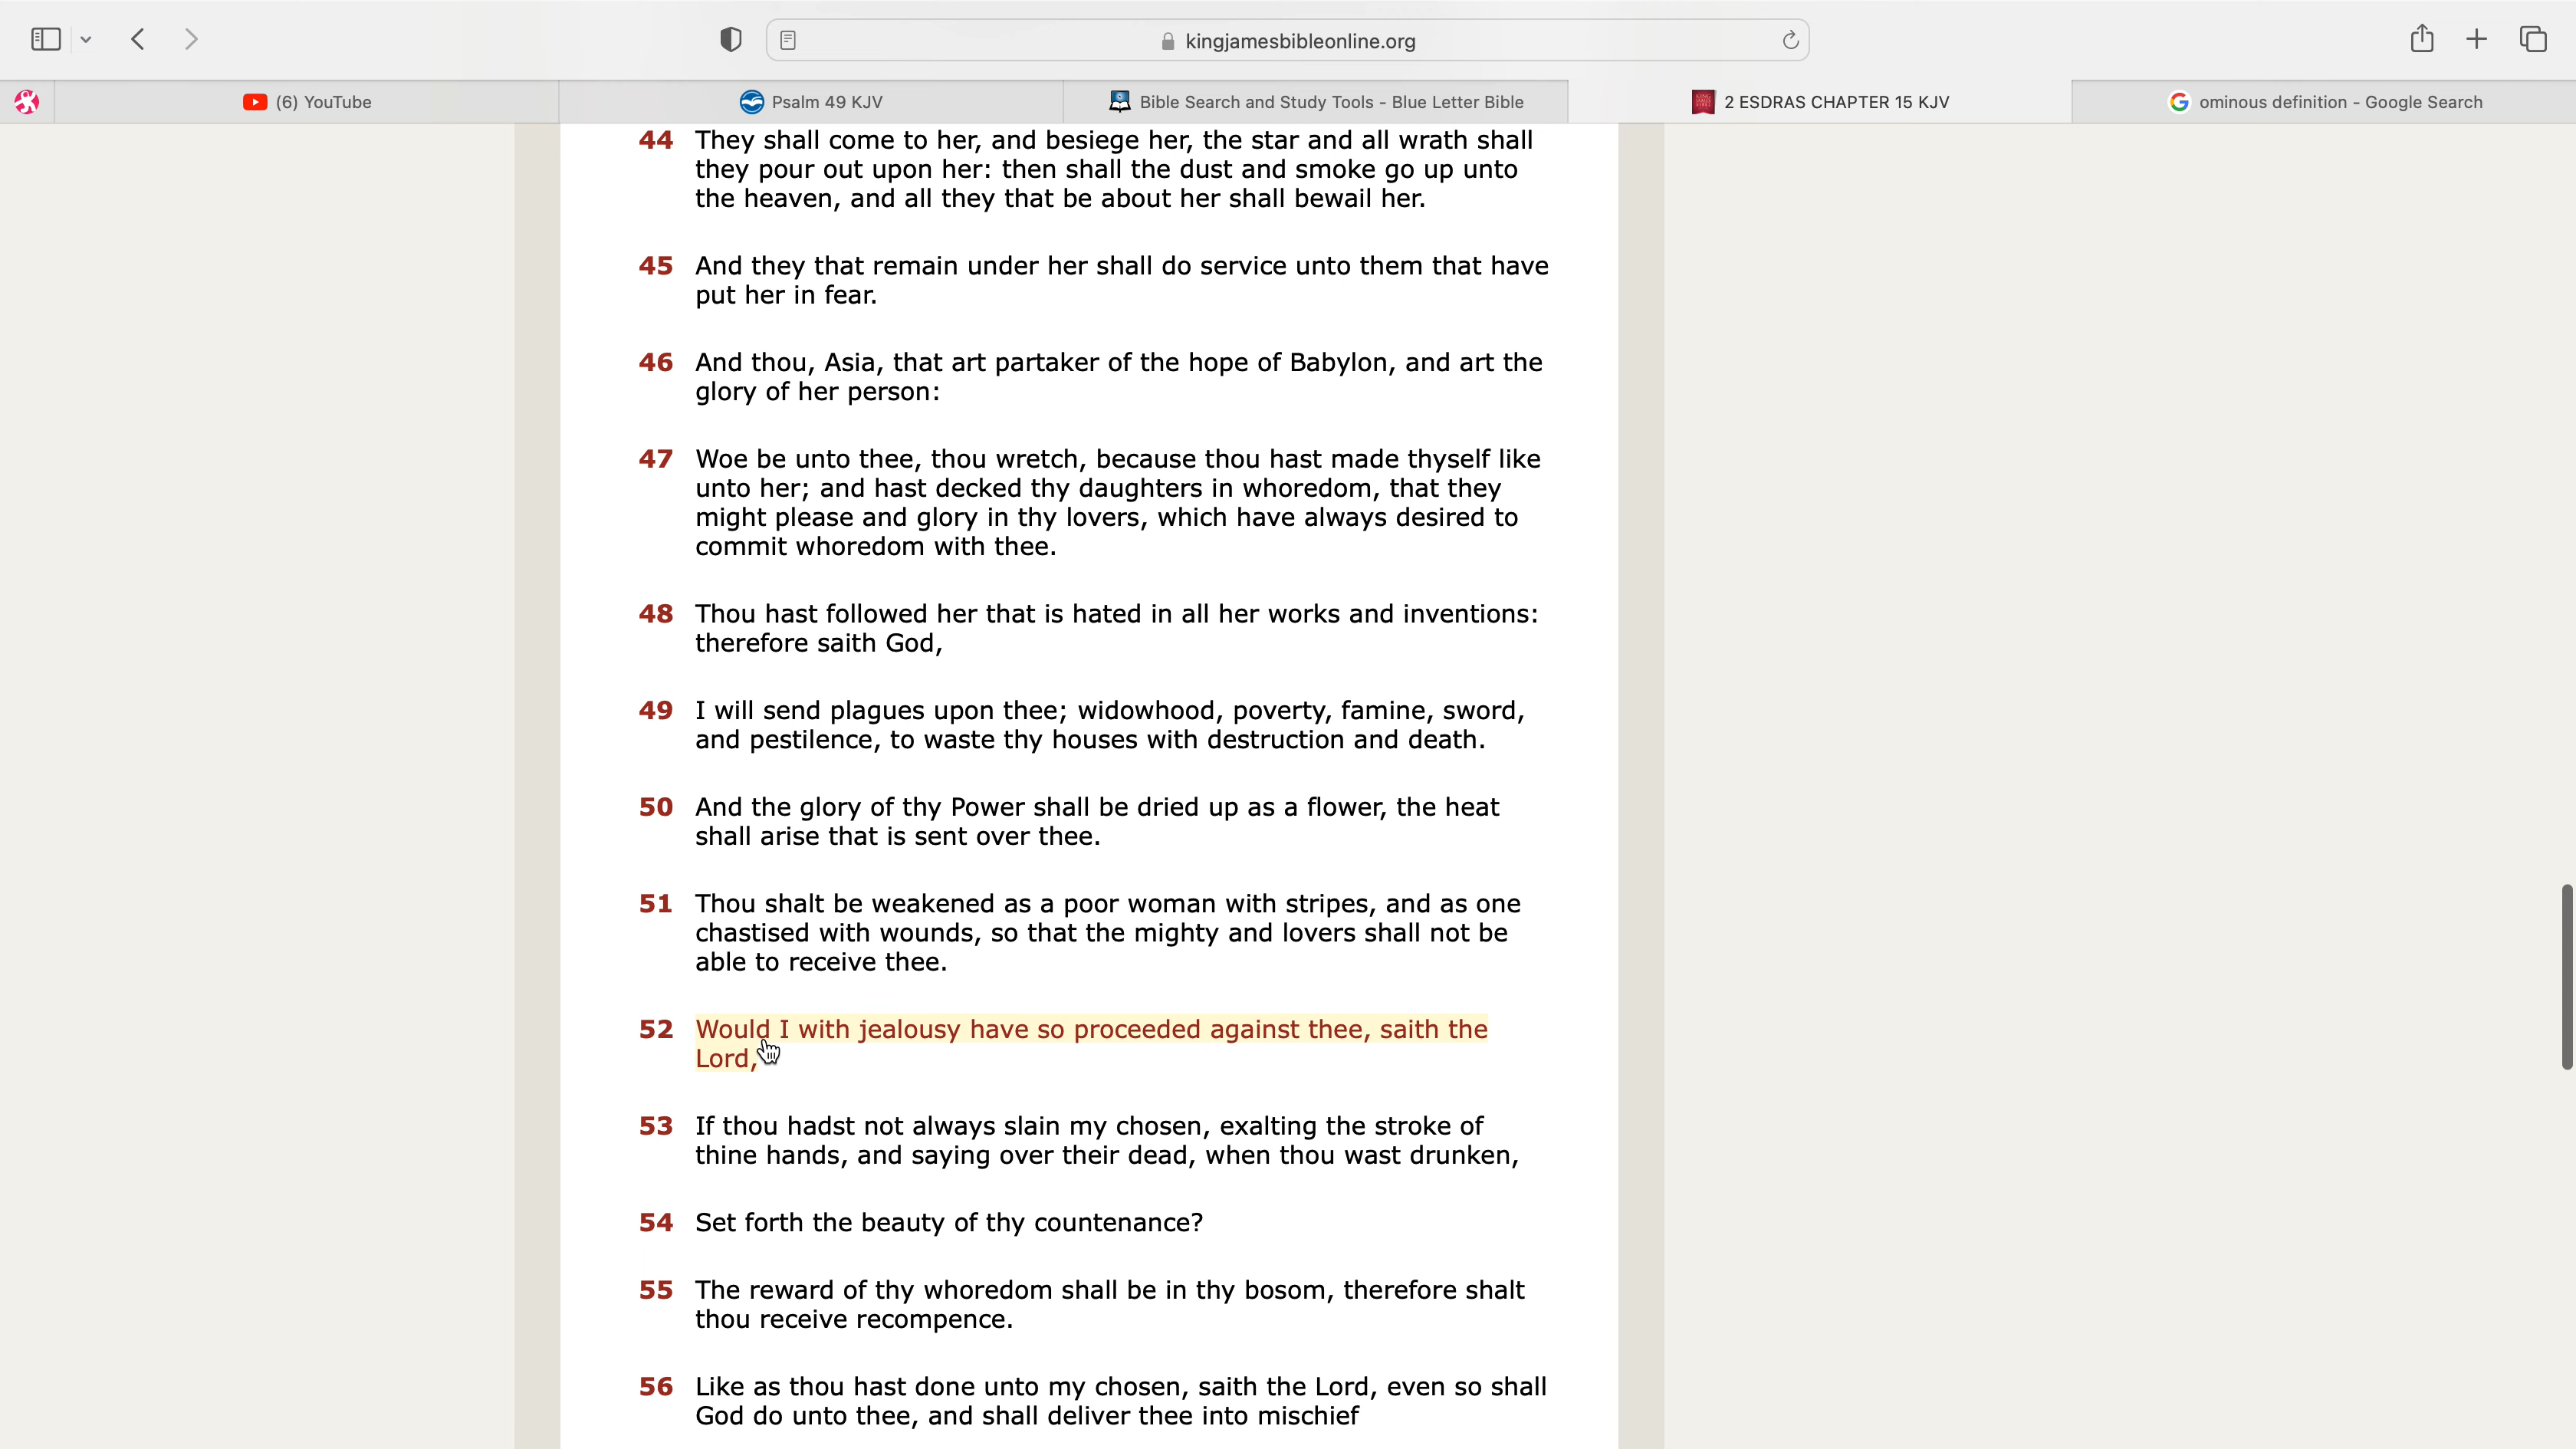 kingjamesbibleonline.org
(6) YouTube
Psalm 49 KJV
Bible Search and Study Tools - Blue Letter Bible
2 ESDRAS CHAPTER 15 KJV
ominous definition - Google Search
44 They shall come to her, and besiege her, the star and all wrath shall
they pour out upon her: then shall the dust and smoke go up unto
the heaven, and all they that be about her shall bewail her.
45 And they that remain under her shall do service unto them that have
put her in fear.
46 And thou, Asia, that art partaker of the hope of Babylon, and art the
glory of her person:
47 Woe be unto thee, thou wretch, because thou hast made thyself like
unto her; and hast decked thy daughters in whoredom, that they
might please and glory in thy lovers, which have always desired to
commit whoredom with thee.
48 Thou hast followed her that is hated in all her works and inventions:
therefore saith God,
49 I will send plagues upon thee; widowhood, poverty, famine, sword,
and pestilence, to waste thy houses with destruction and death.
50 And the glory of thy Power shall be dried up as a flower, the heat
shall arise that is sent over thee.
51 Thou shalt be weakened as a poor woman with stripes, and as one
chastised with wounds, so that the mighty and lovers shall not be
able to receive thee.
52 Would I with jealousy have so proceeded against thee, saith the
Lord,
53 If thou hadst not always slain my chosen, exalting the stroke of
thine hands, and saying over their dead, when thou wast drunken,
54 Set forth the beauty of thy countenance?
55 The reward of thy whoredom shall be in thy bosom, therefore shalt
thou receive recompence.
56 Like as thou hast done unto my chosen, saith the Lord, even so shall
God do unto thee, and shall deliver thee into mischief